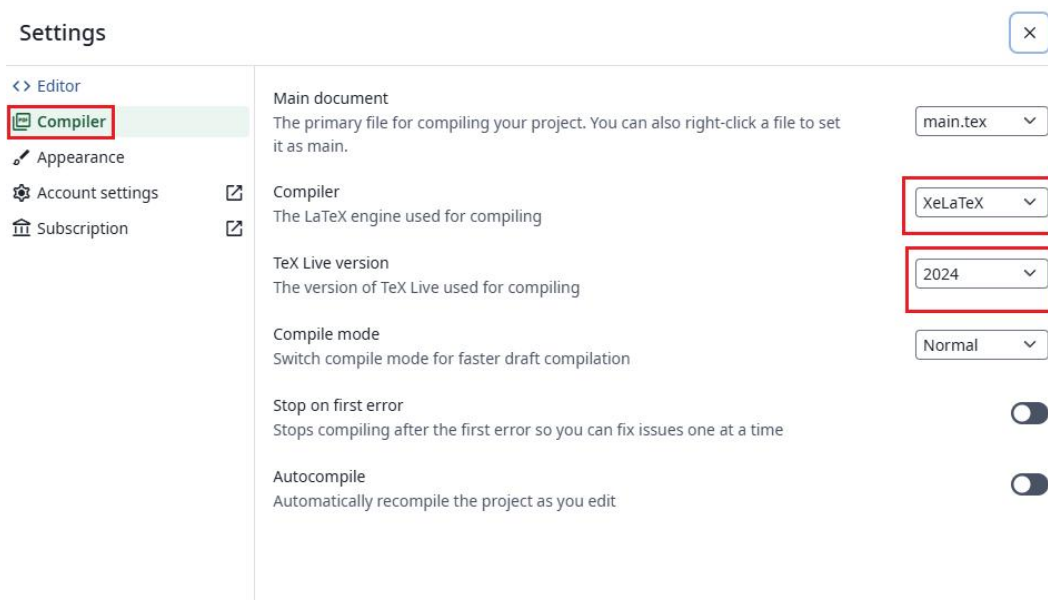 Settings
Editor
Compiler
Appearance
Account settings
Subscription
Main document
The primary file for compiling your project. You can also right-click a file to set
it as main.
main.tex
Compiler
The LaTeX engine used for compiling
XeLaTeX
TeX Live version
The version of TeX Live used for compiling
2024
Compile mode
Switch compile mode for faster draft compilation
Normal
Stop on first error
Stops compiling after the first error so you can fix issues one at a time
Autocompile
Automatically recompile the project as you edit